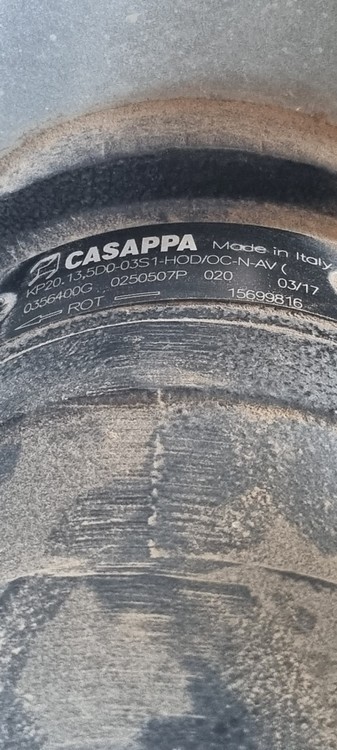 CASAPPA Made in Italy
KP20.13,5D0-03S1-HOD/OC-N-AV (
0356400G 0250507P 020 03/17
ROT 15699816